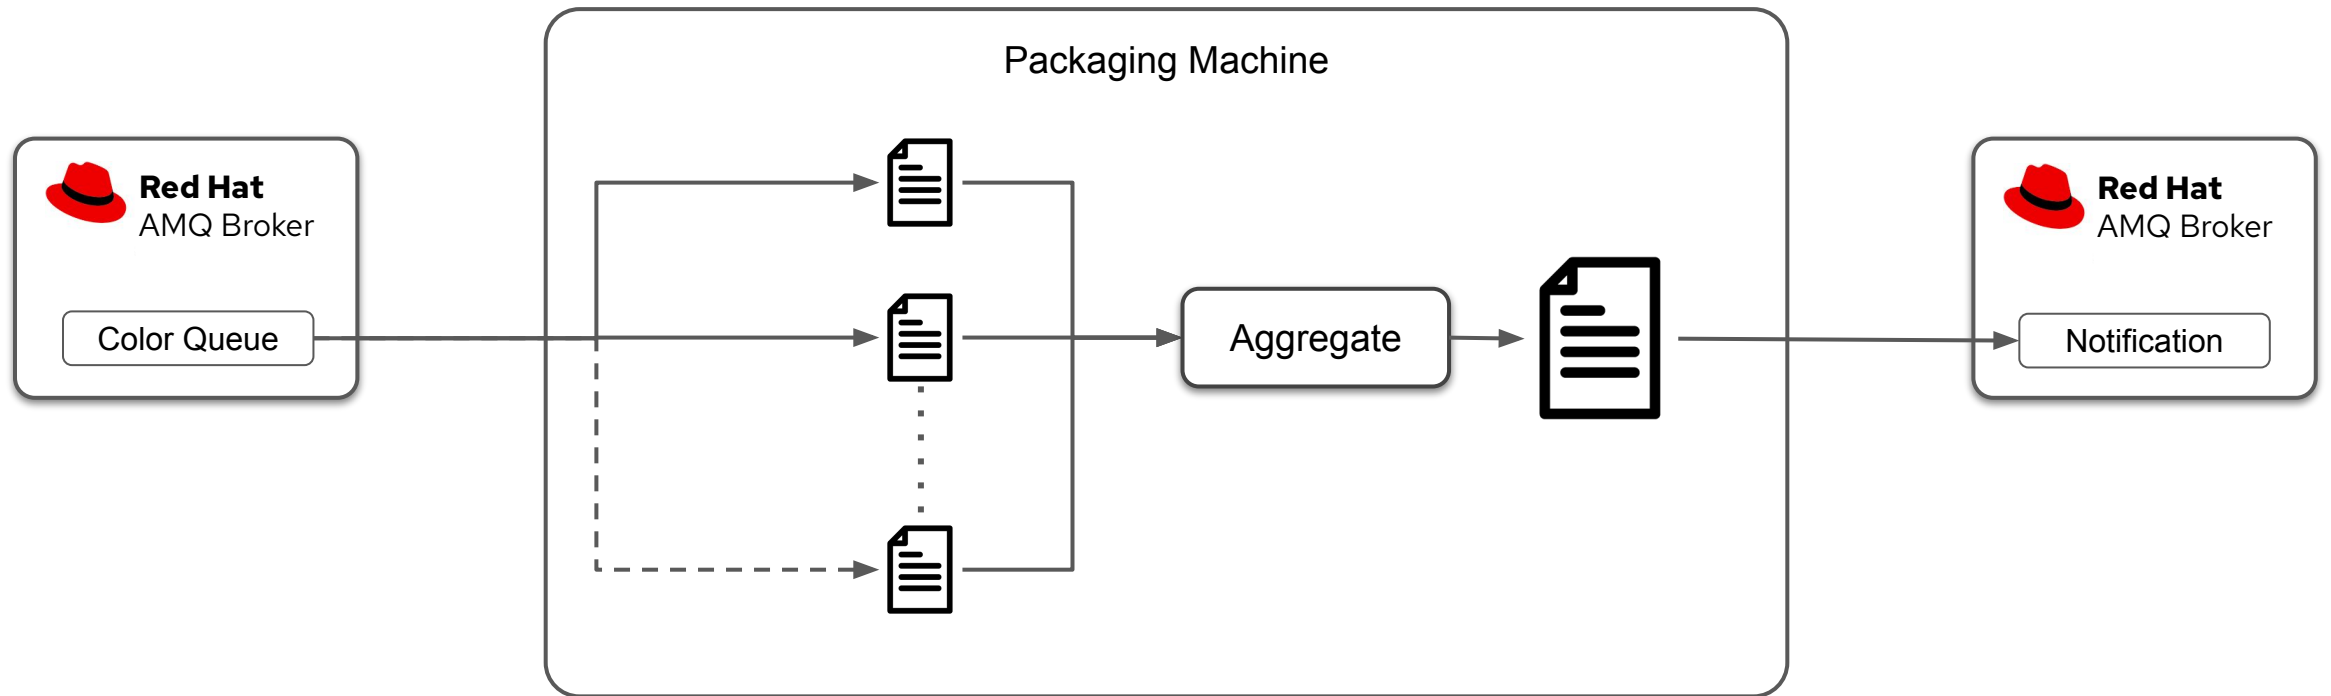 Packaging Machine
Red Hat
AMQ Broker
Color Queue
Aggregate
Red Hat
AMQ Broker
Notification